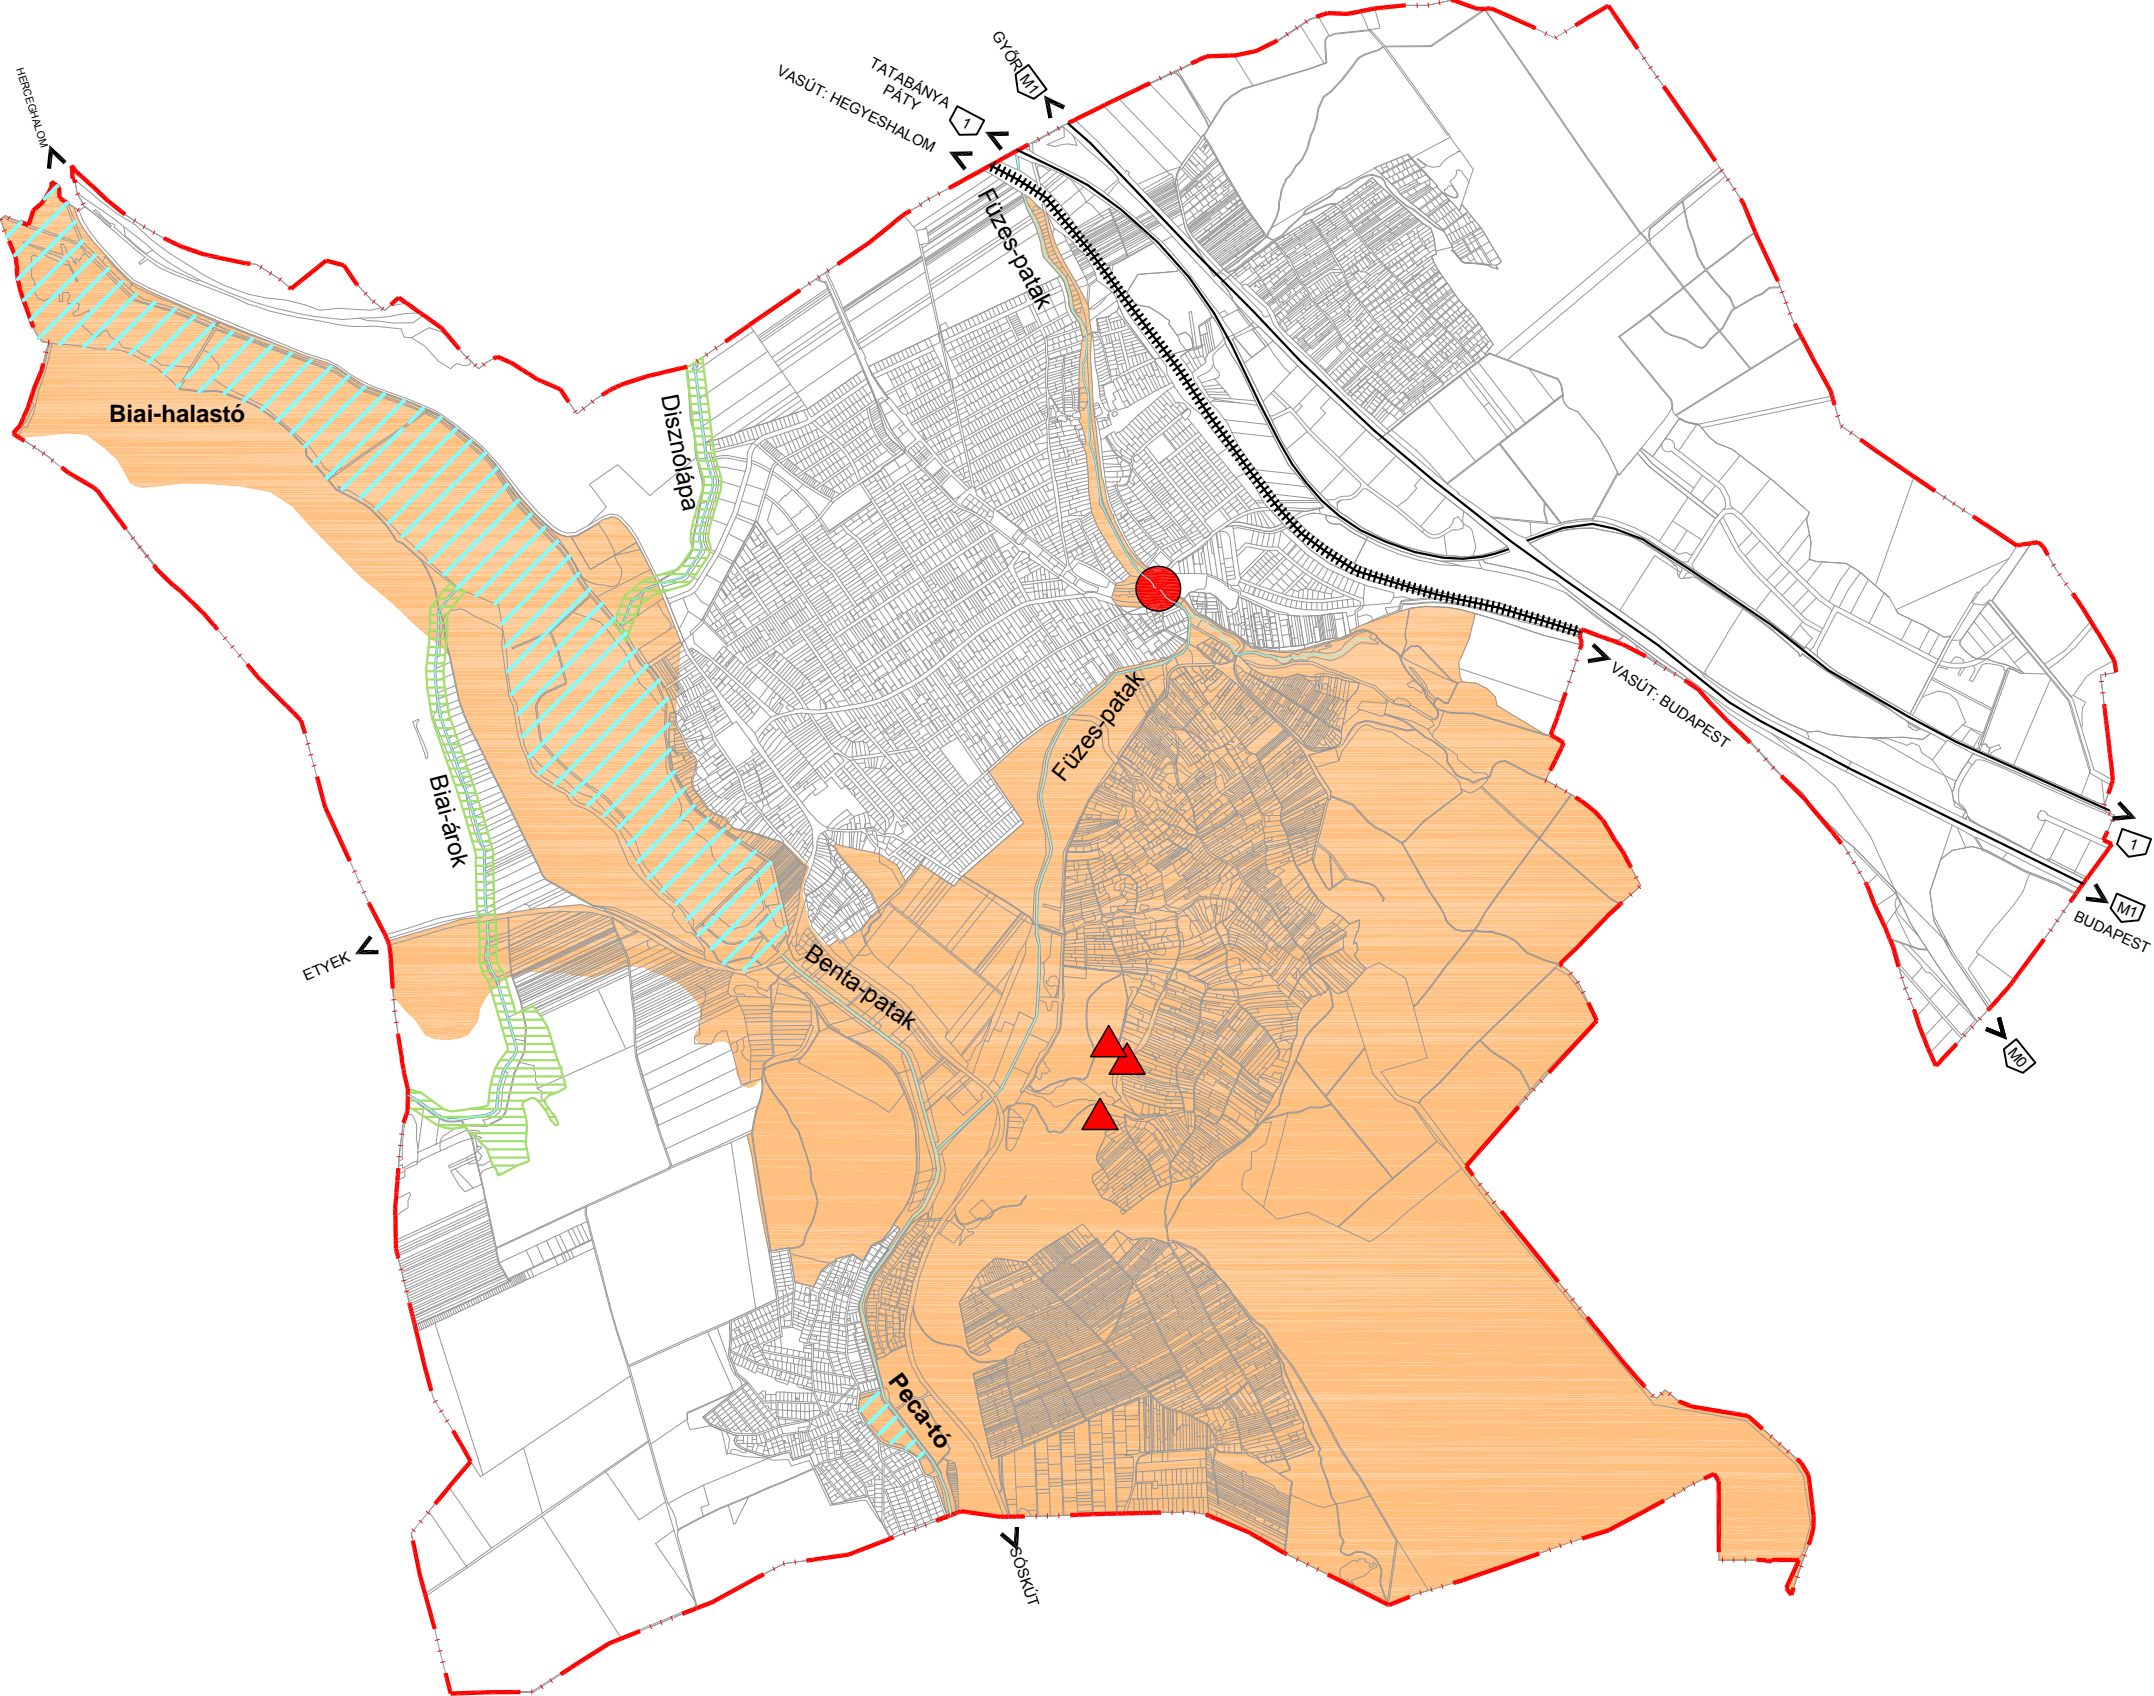 GYŐR
M1
TATABÁNYA
PÁTY
1
VASÚT: HEGYESHALOM
HERCEGHALOM
Füzes-patak
Biai-halastó
Disznólápa
Füzes-patak
VASÚT: BUDAPEST
Biai-árok
1
M1
BUDAPEST
ETYEK
Benta-patak
M0
Peca-tó
SÓSKÚT